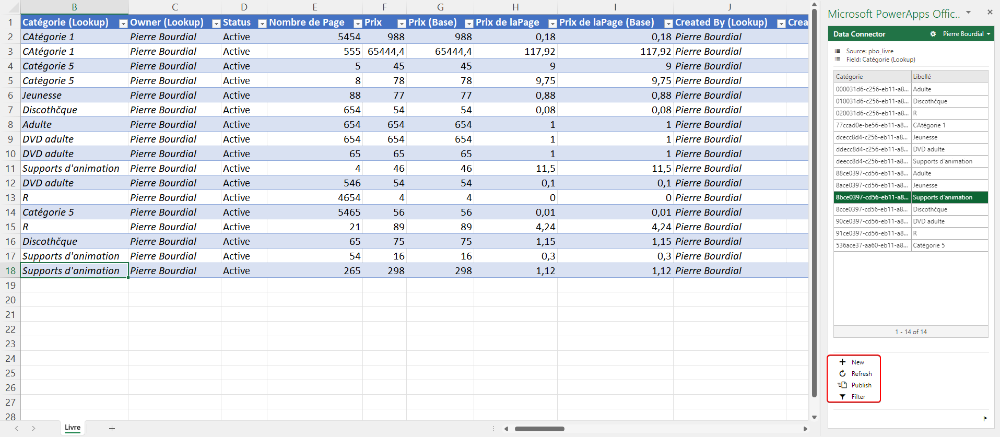 B C D E F G H I J
1 Catégorie (Lookup) Owner (Lookup) Status Nombre de Page Prix Prix (Base) Prix de laPage Prix de laPage (Base) Created By (Lookup) Crea
2 CAtégorie 1 Pierre Bourdial Active 5454 988 988 0,18 0,18 Pierre Bourdial
3 CAtégorie 1 Pierre Bourdial Active 555 65444,4 65444,4 117,92 117,92 Pierre Bourdial
4 Catégorie 5 Pierre Bourdial Active 5 45 45 9 9 Pierre Bourdial
5 Catégorie 5 Pierre Bourdial Active 8 78 78 9,75 9,75 Pierre Bourdial
6 Jeunesse Pierre Bourdial Active 88 77 77 0,88 0,88 Pierre Bourdial
7 Discothčque Pierre Bourdial Active 654 54 54 0,08 0,08 Pierre Bourdial
8 Adulte Pierre Bourdial Active 654 654 654 1 1 Pierre Bourdial
9 DVD adulte Pierre Bourdial Active 654 654 654 1 1 Pierre Bourdial
10 DVD adulte Pierre Bourdial Active 65 65 65 1 1 Pierre Bourdial
11 Supports d'animation Pierre Bourdial Active 4 46 46 11,5 11,5 Pierre Bourdial
12 DVD adulte Pierre Bourdial Active 546 54 54 0,1 0,1 Pierre Bourdial
13 R Pierre Bourdial Active 4654 4 4 0 0 Pierre Bourdial
14 Catégorie 5 Pierre Bourdial Active 5465 56 56 0,01 0,01 Pierre Bourdial
15 R Pierre Bourdial Active 21 89 89 4,24 4,24 Pierre Bourdial
16 Discothčque Pierre Bourdial Active 65 75 75 1,15 1,15 Pierre Bourdial
17 Supports d'animation Pierre Bourdial Active 54 16 16 0,3 0,3 Pierre Bourdial
18 Supports d'animation Pierre Bourdial Active 265 298 298 1,12 1,12 Pierre Bourdial
19
20
21
22
23
24
25
26
27
28
Livre
Microsoft PowerApps Offic..
Data Connector Pierre Bourdial
Source: pbo_livre
Field: Catégorie (Lookup)
Catégorie Libellé
000031d6-c256-eb11-a8... Adulte
010031d6-c256-eb11-a8... Discothčque
020031d6-c256-eb11-a8... R
77ccad0e-be56-eb11-a8... CAtégorie 1
dcecc8d4-c256-eb11-a8... Jeunesse
ddecc8d4-c256-eb11-a8... DVD adulte
deecc8d4-c256-eb11-a8... Supports d'animation
88ce0397-cd56-eb11-a8... Adulte
8ace0397-cd56-eb11-a8... Jeunesse
8bce0397-cd56-eb11-a8... Supports d'animation
8cce0397-cd56-eb11-a8... Discothčque
90ce0397-cd56-eb11-a8... DVD adulte
91ce0397-cd56-eb11-a8... R
536ace37-aa60-eb11-a8... Catégorie 5
1 - 14 of 14
New
Refresh
Publish
Filter